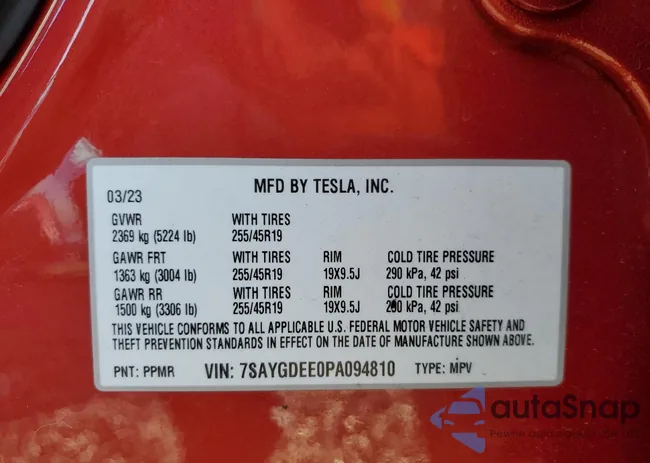 MFD BY TESLA, INC.
03/23
GVWR WITH TIRES
2369 kg (5224 lb) 255/45R19
GAWR FRT WITH TIRES RIM COLD TIRE PRESSURE
1363 kg (3004 lb) 255/45R19 19X9.5J 290 kPa, 42 psi
GAWR RR WITH TIRES RIM COLD TIRE PRESSURE
1500 kg (3306 lb) 255/45R19 19X9.5J 290 kPa, 42 psi
THIS VEHICLE CONFORMS TO ALL APPLICABLE U.S. FEDERAL MOTOR VEHICLE SAFETY AND
THEFT PREVENTION STANDARDS IN EFFECT ON THE DATE OF MANUFACTURE SHOWN ABOVE.
PNT: PPMR VIN: 7SAYGDEE0PA094810 TYPE: MPV
autaSnap